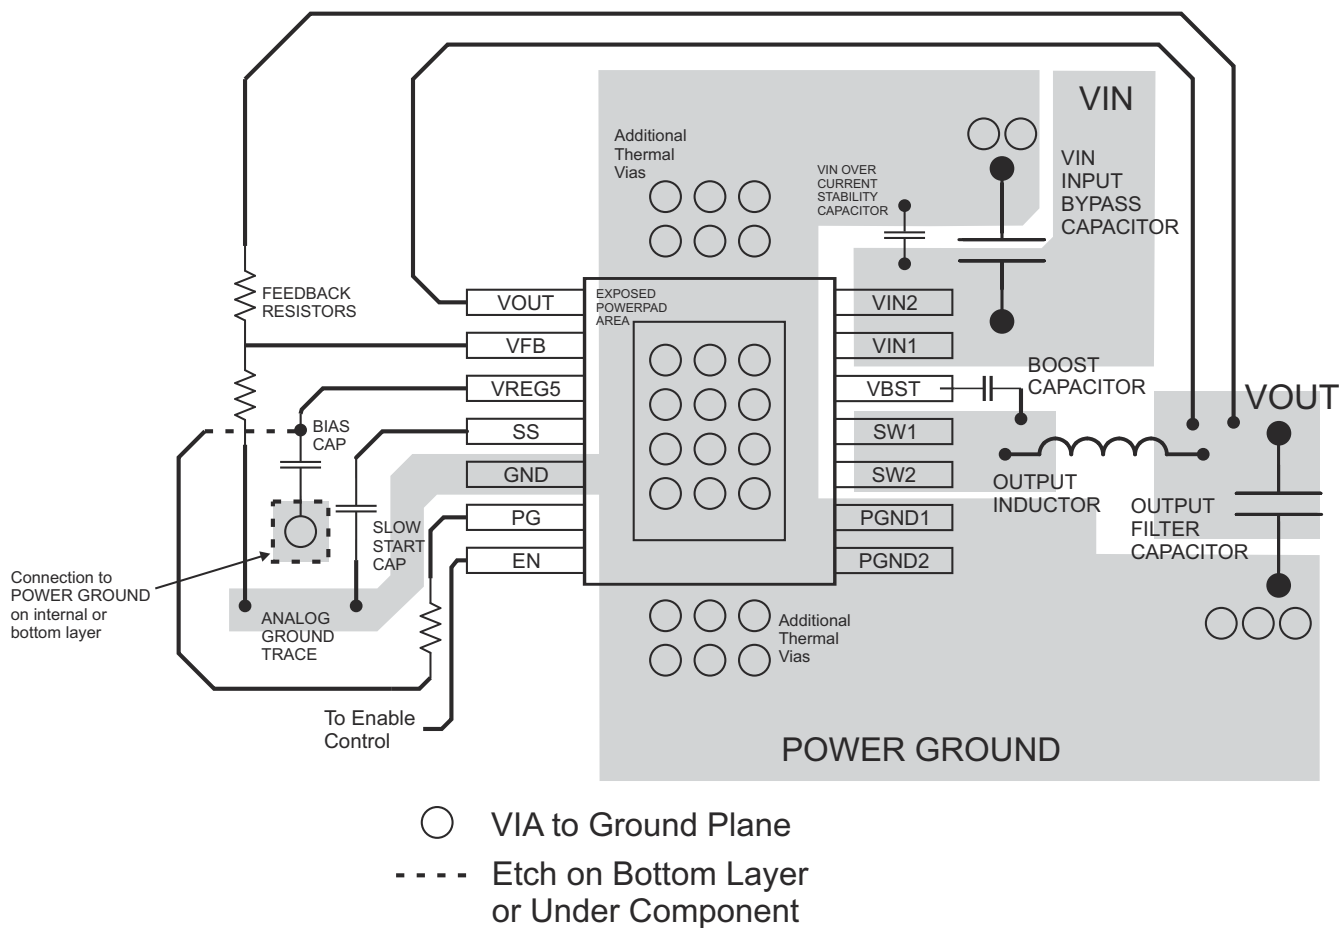 VIN
Additional
Thermal
Vias
VIN OVER
CURRENT
STABILITY
CAPACITOR
VIN
INPUT
BYPASS
CAPACITOR
FEEDBACK
RESISTORS
VOUT
VFB
VREG5
SS
GND
PG
EN
EXPOSED
POWERPAD
AREA
VIN2
VIN1
VBST
SW1
SW2
PGND1
PGND2
BOOST
CAPACITOR
VOUT
BIAS
CAP
OUTPUT
INDUCTOR
OUTPUT
FILTER
CAPACITOR
SLOW
START
CAP
Connection to
POWER GROUND
on internal or
bottom layer
ANALOG
GROUND
TRACE
Additional
Thermal
Vias
To Enable
Control
POWER GROUND
VIA to Ground Plane
Etch on Bottom Layer
or Under Component